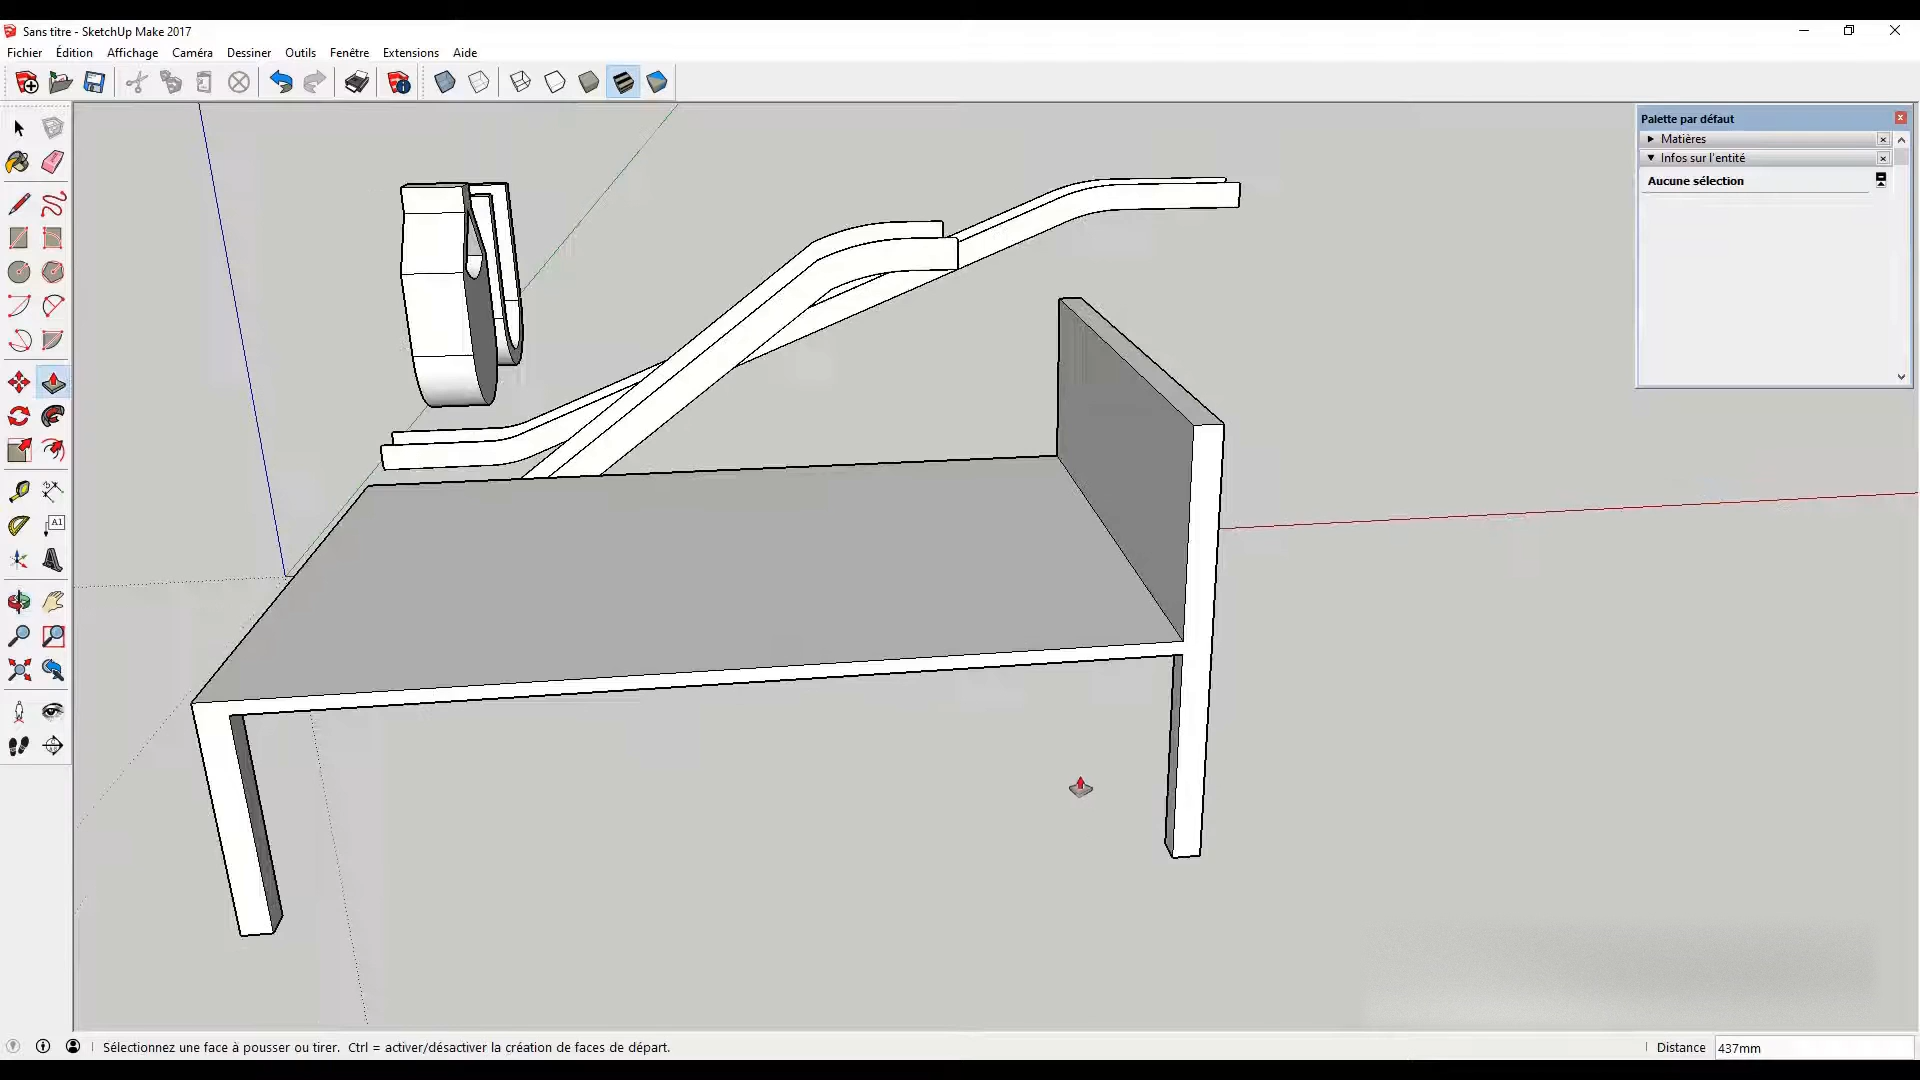 Sans titre - SketchUp Make 2017
Fichier Édition Affichage Caméra Dessiner Outils Fenêtre Extensions Aide
Palette par défaut
Matières
Infos sur l'entité
Aucune sélection
A1
Sélectionnez une face à pousser ou tirer. Ctrl = activer/désactiver la création de faces de départ.
Distance 437mm